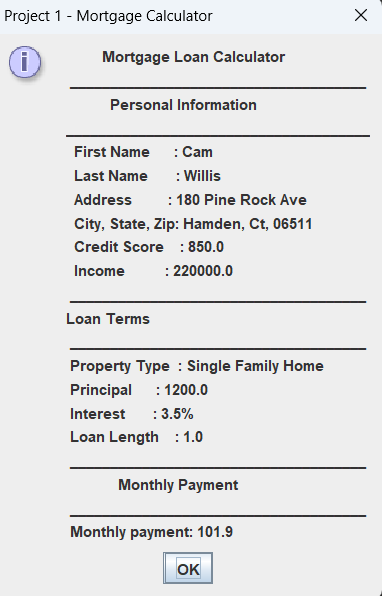 Project 1 - Mortgage Calculator
Mortgage Loan Calculator
Personal Information
First Name : Cam
Last Name : Willis
Address : 180 Pine Rock Ave
City, State, Zip: Hamden, Ct, 06511
Credit Score : 850.0
Income : 220000.0
Loan Terms
Property Type : Single Family Home
Principal : 1200.0
Interest : 3.5%
Loan Length : 1.0
Monthly Payment
Monthly payment: 101.9
OK